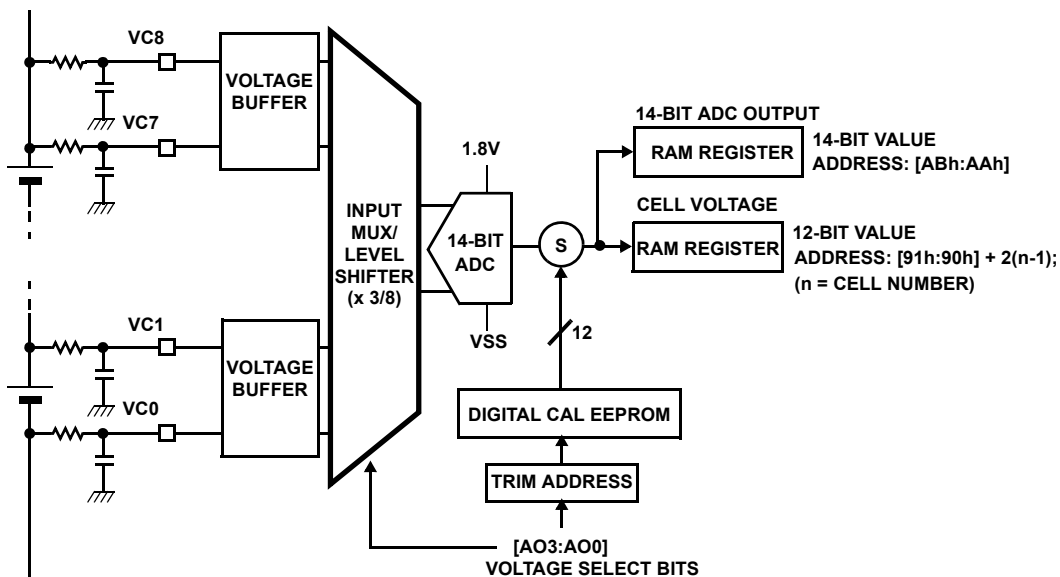 VC8
VOLTAGE
BUFFER
VC7
INPUT
MUX/
LEVEL
SHIFTER
(x 3/8)
1.8V
14-BIT
ADC
VSS
S
14-BIT ADC OUTPUT
RAM REGISTER
14-BIT VALUE
ADDRESS: [ABh:AAh]
CELL VOLTAGE
RAM REGISTER
12-BIT VALUE
ADDRESS: [91h:90h] + 2(n-1);
(n = CELL NUMBER)
VC1
VOLTAGE
BUFFER
VC0
12
DIGITAL CAL EEPROM
TRIM ADDRESS
[AO3:AO0]
VOLTAGE SELECT BITS